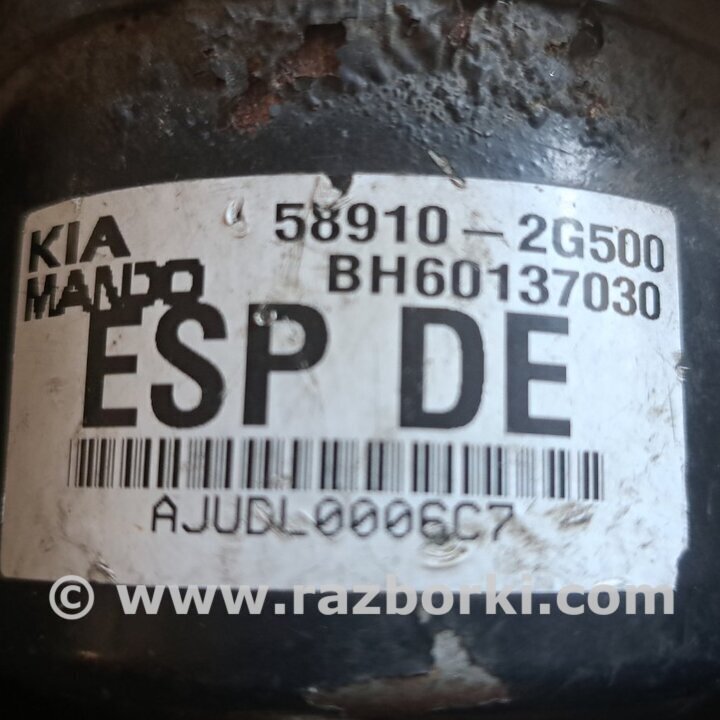 KIA 58910-2G500
MANDO BH60137030
ESP DE
AJUDL0006C7
© www.razborki.com